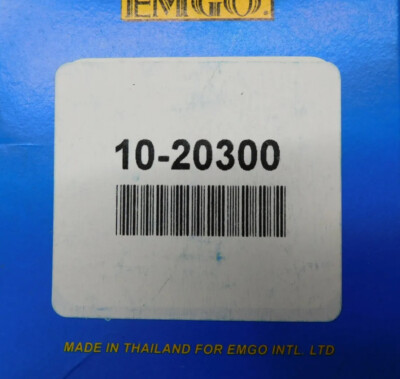 EMGO.
10-20300
MADE IN THAILAND FOR EMGO INTL. LTD